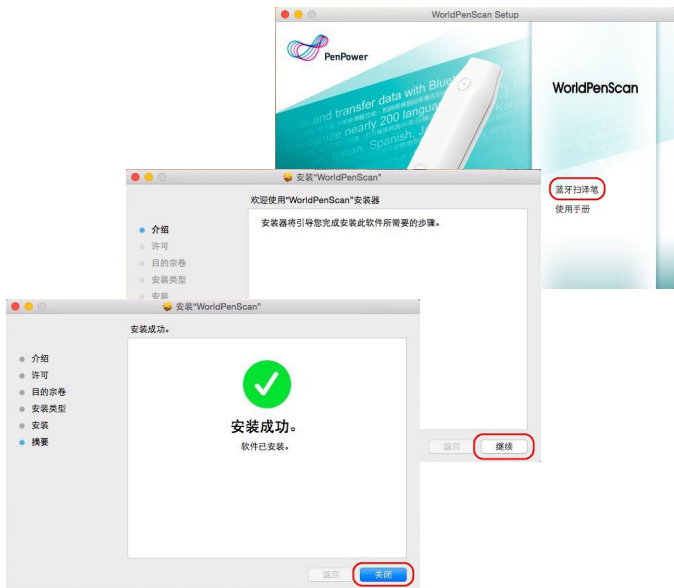 WorldPenScan Setup
PenPower
and transfer data with Blue
nize nearly 200 langua
Italian, Spanish, J
WorldPenScan
蓝牙扫译笔
使用手册
安装“WorldPenScan”
欢迎使用“WorldPenScan”安装器
安装器将引导您完成安装此软件所需要的步骤。
介绍
许可
目的宗卷
安装类型
安装
返回
继续
安装“WorldPenScan”
安装成功。
介绍
许可
目的宗卷
安装类型
安装
摘要
安装成功。
软件已安装。
返回
关闭